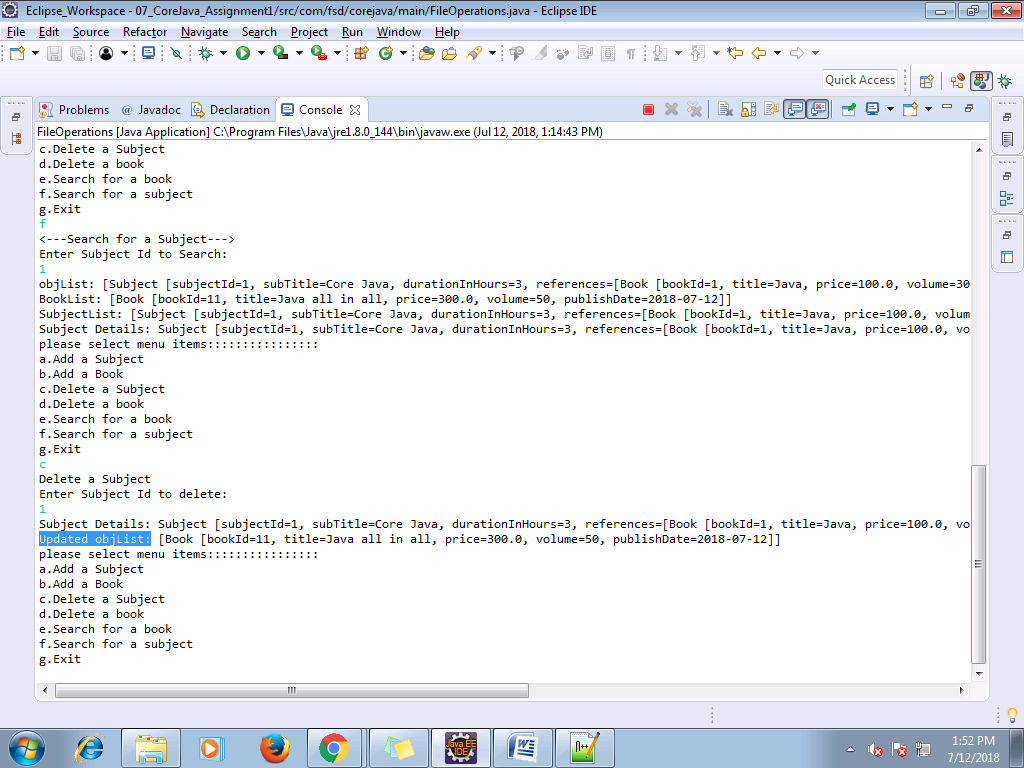 Eclipse_Workspace - 07_CoreJava_Assignment1/src/com/fsd/corejava/main/FileOperations.java - Eclipse IDE
File Edit Source Refactor Navigate Search Project Run Window Help
Quick Access
Problems @ Javadoc Declaration Console
FileOperations [Java Application] C:\Program Files\Java\jre1.8.0_144\bin\javaw.exe (Jul 12, 2018, 1:14:43 PM)
c.Delete a Subject
d.Delete a book
e.Search for a book
f.Search for a subject
g.Exit
f
<---Search for a Subject--->
Enter Subject Id to Search:
1
objList: [Subject [subjectId=1, subTitle=Core Java, durationInHours=3, references=[Book [bookId=1, title=Java, price=100.0, volume=30
BookList: [Book [bookId=11, title=Java all in all, price=300.0, volume=50, publishDate=2018-07-12]]
SubjectList: [Subject [subjectId=1, subTitle=Core Java, durationInHours=3, references=[Book [bookId=1, title=Java, price=100.0, volum
Subject Details: Subject [subjectId=1, subTitle=Core Java, durationInHours=3, references=[Book [bookId=1, title=Java, price=100.0, vo
please select menu items::::::::::::::::
a.Add a Subject
b.Add a Book
c.Delete a Subject
d.Delete a book
e.Search for a book
f.Search for a subject
g.Exit
c
Delete a Subject
Enter Subject Id to delete:
1
Subject Details: Subject [subjectId=1, subTitle=Core Java, durationInHours=3, references=[Book [bookId=1, title=Java, price=100.0, vo
Updated objList: [Book [bookId=11, title=Java all in all, price=300.0, volume=50, publishDate=2018-07-12]]
please select menu items::::::::::::::::
a.Add a Subject
b.Add a Book
c.Delete a Subject
d.Delete a book
e.Search for a book
f.Search for a subject
g.Exit
Java EE
IDE
W
n++
1:52 PM
7/12/2018